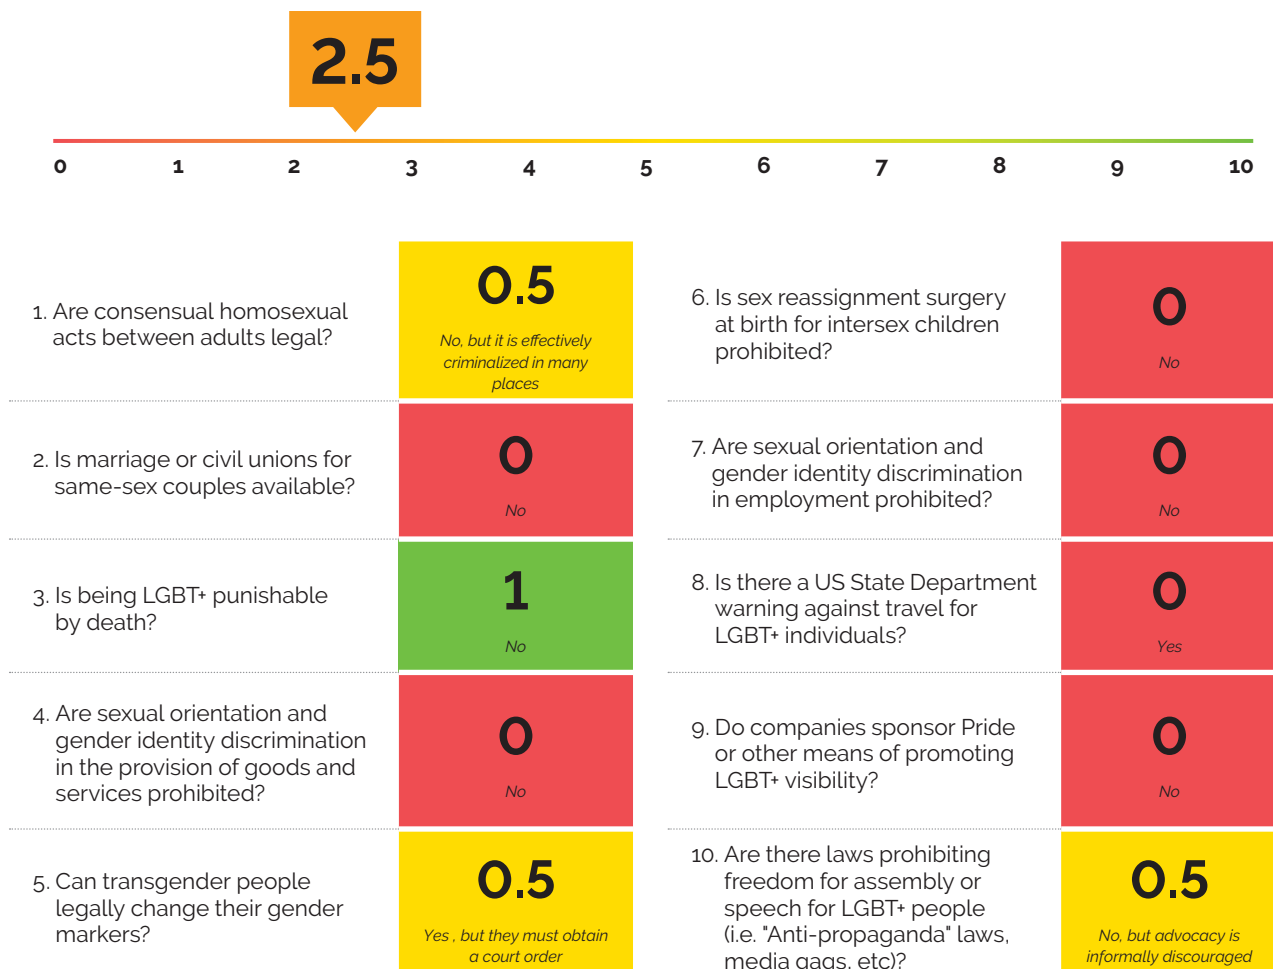 2.5
0 1 2 3 4 5 6 7 8 9 10
1. Are consensual homosexual
acts between adults legal?
0.5
No, but it is effectively
criminalized in many
places
2. Is marriage or civil unions for
same-sex couples available?
0
No
3. Is being LGBT+ punishable
by death?
1
No
4. Are sexual orientation and
gender identity discrimination
in the provision of goods and
services prohibited?
0
No
5. Can transgender people
legally change their gender
markers?
0.5
Yes , but they must obtain
a court order
6. Is sex reassignment surgery
at birth for intersex children
prohibited?
0
No
7. Are sexual orientation and
gender identity discrimination
in employment prohibited?
0
No
8. Is there a US State Department
warning against travel for
LGBT+ individuals?
0
Yes
9. Do companies sponsor Pride
or other means of promoting
LGBT+ visibility?
0
No
10. Are there laws prohibiting
freedom for assembly or
speech for LGBT+ people
(i.e. "Anti-propaganda" laws,
media gags, etc)?
0.5
No, but advocacy is
informally discouraged